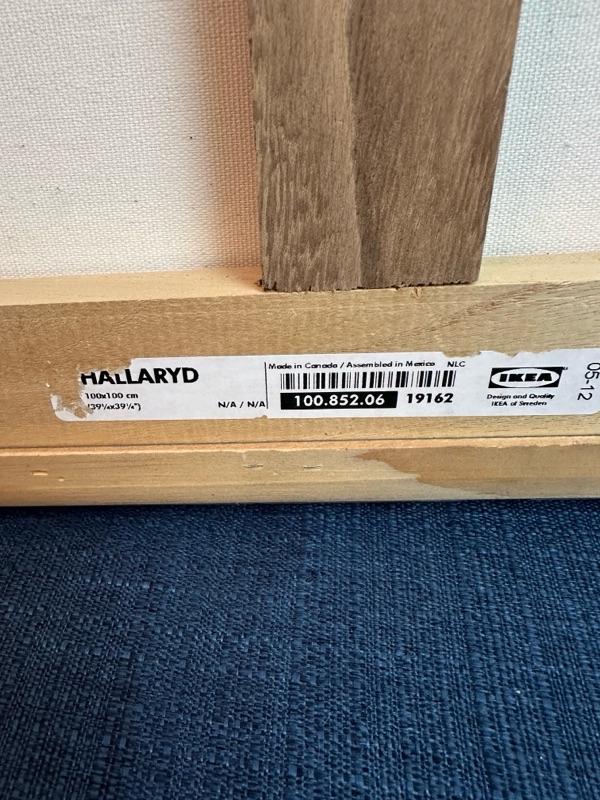 HALLARYD
100x100 cm
(39¼x39¼")
N/A / N/A
Made in Canada / Assembled in Mexico NLC
100.852.06 19162
IKEA
Design and Quality
IKEA of Sweden
05-12